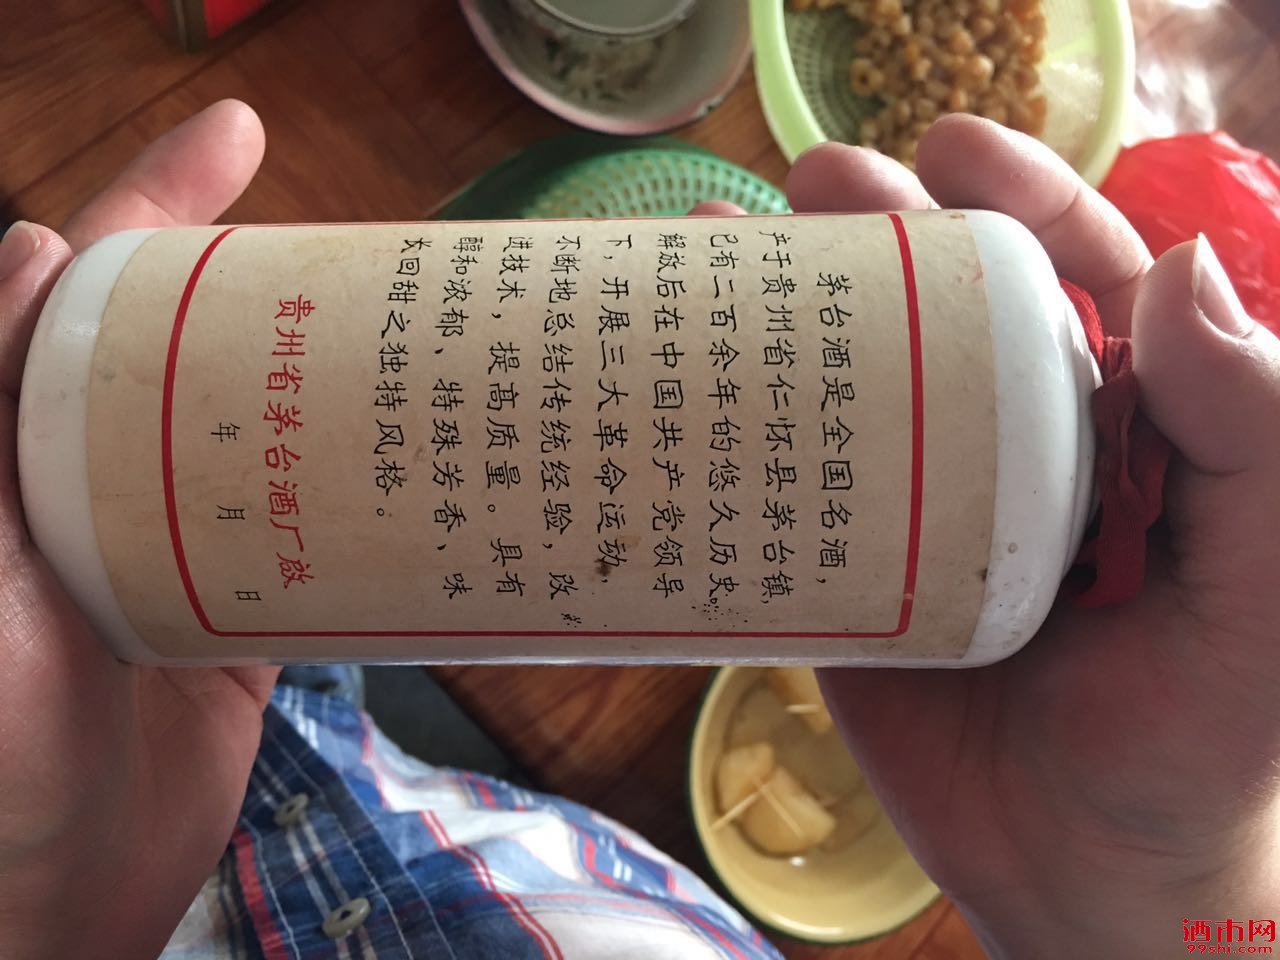 茅台酒是全国名酒，
产于贵州省仁怀县茅台镇，
已有二百余年的悠久历史。
解放后在中国共产党领导
下，开展三大革命运动，
不断地总结传统经验，改
进技术，提高质量。具有
醇和浓郁、特殊芳香、味
长回甜之独特风格。
贵州省茅台酒厂啟
年 月 日
酒市网
99shi.com